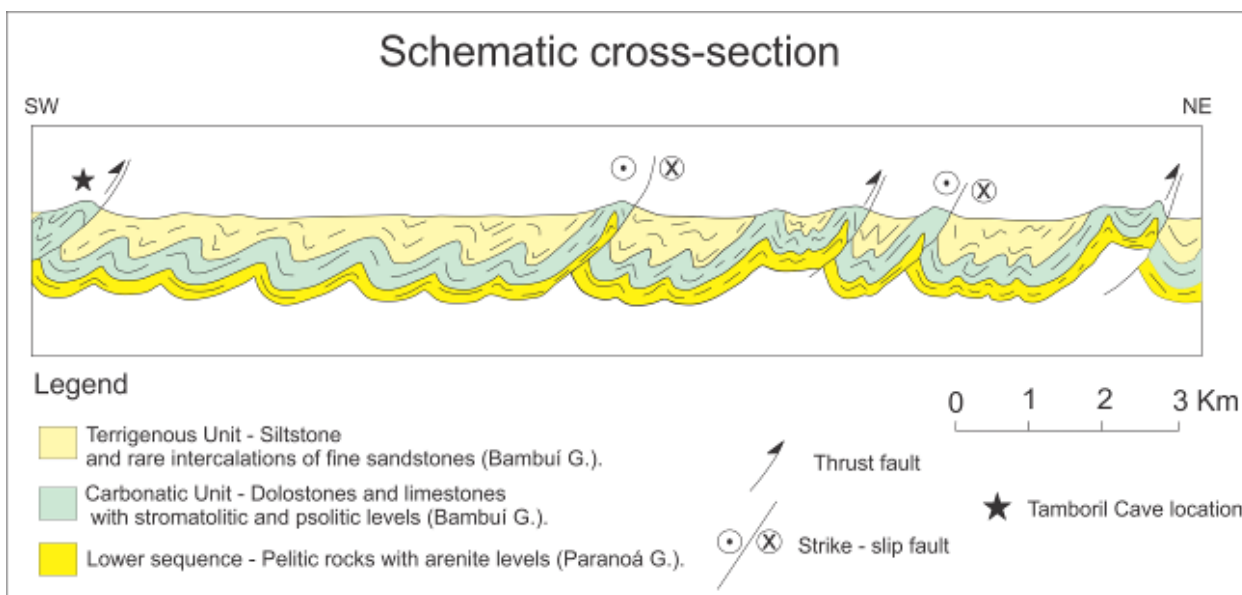 Schematic cross-section
SW
NE
Legend
Terrigenous Unit - Siltstone
and rare intercalations of fine sandstones (Bambuí G.).
Carbonatic Unit - Dolostones and limestones
with stromatolitic and psolitic levels (Bambuí G.).
Lower sequence - Pelitic rocks with arenite levels (Paranoá G.).
0 1 2 3 Km
Thrust fault
Strike - slip fault
Tamboril Cave location